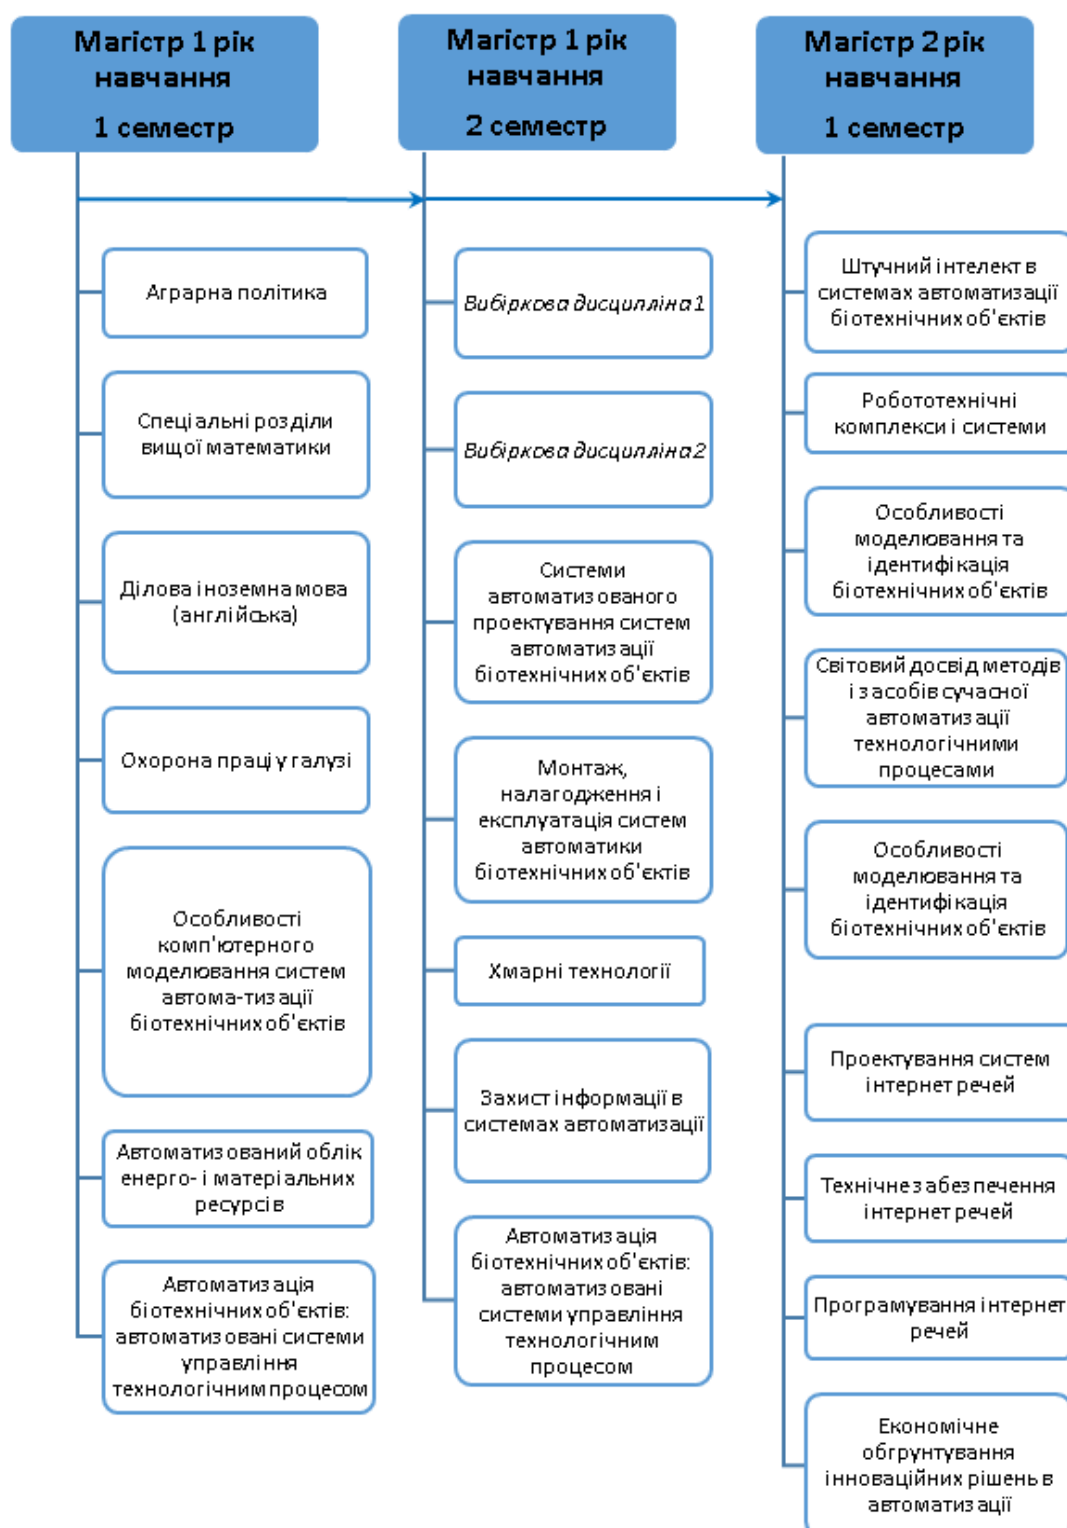 Магістр 1 рік
навчання
1 семестр
Аграрна політика
Спеціальні розділи
вищої математики
Ділова іноземна мова
(англійська)
Охорона праці у галузі
Особливості
комп'ютерного
моделювання систем
автома-тизації
біотехнічних об'єктів
Автоматизований облік
енерго- і матеріальних
ресурсів
Автоматизація
біотехнічних об'єктів:
автоматизовані системи
управління
технологічним процесом
Магістр 1 рік
навчання
2 семестр
Вибіркова дисципліна 1
Вибіркова дисципліна 2
Системи
автоматизованого
проектування систем
автоматизації
біотехнічних об'єктів
Монтаж,
налагодження і
експлуатація систем
автоматики
біотехнічних об'єктів
Хмарні технології
Захист інформації в
системах автоматизації
Автоматизація
біотехнічних об'єктів:
автоматизовані
системи управління
технологічним
процесом
Магістр 2 рік
навчання
1 семестр
Штучний інтелект в
системах автоматизації
біотехнічних об'єктів
Робототехнічні
комплекси і системи
Особливості
моделювання та
ідентифікація
біотехнічних об'єктів
Світовий досвід методів
і засобів сучасної
автоматизації
технологічними
процесами
Особливості
моделювання та
ідентифікація
біотехнічних об'єктів
Проектування систем
інтернет речей
Технічне забезпечення
інтернет речей
Програмування інтернет
речей
Економічне
обгрунтування
інноваційних рішень в
автоматизації